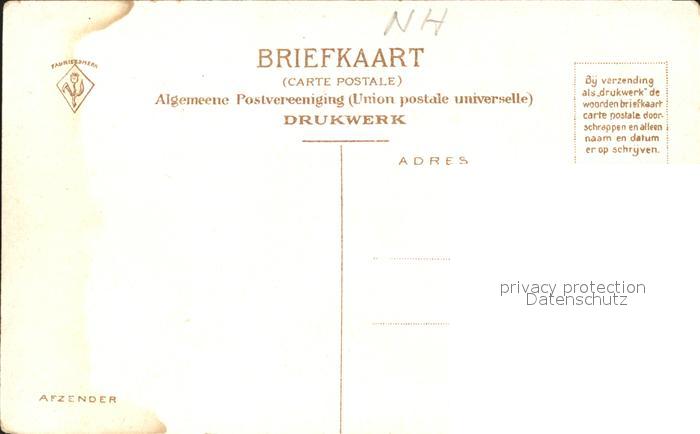 NH
FABRIEKSMERK
BRIEFKAART
(CARTE POSTALE)
Algemeene Postvereeniging (Union postale universelle)
DRUKWERK
Bij verzending
als „drukwerk" de
woorden briefkaart
carte postale door-
schrappen en alleen
naam en datum
er op schrijven.
ADRES
privacy protection
Datenschutz
AFZENDER